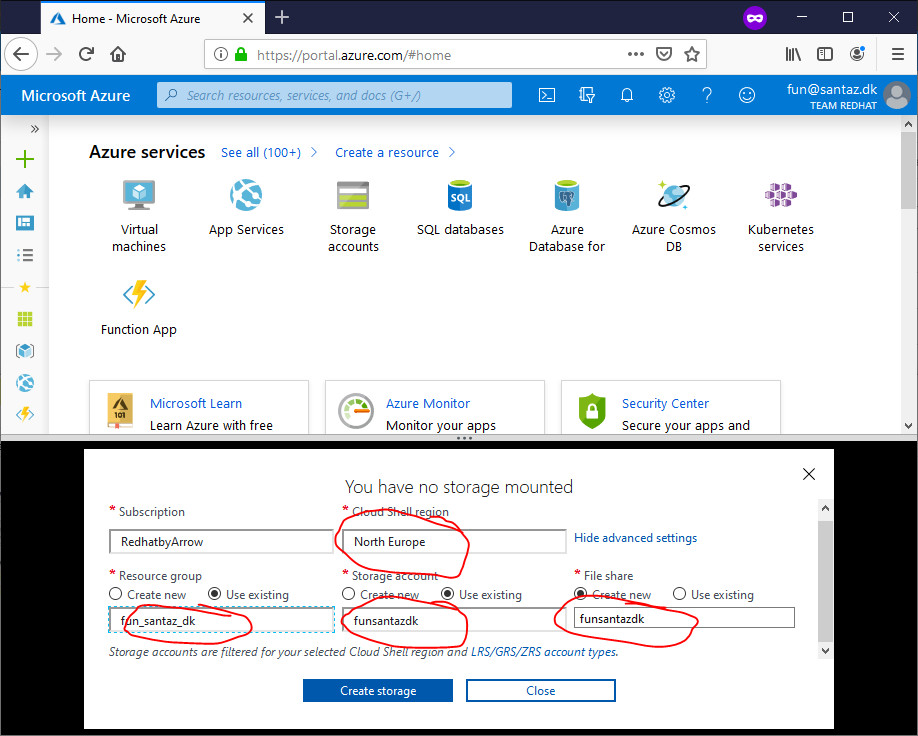 Home - Microsoft Azure
https://portal.azure.com/#home
Microsoft Azure
Search resources, services, and docs (G+/)
fun@santaz.dk
TEAM REDHAT
Azure services
See all (100+)
Create a resource
Virtual machines
App Services
Storage accounts
SQL databases
Azure Database for
Azure Cosmos DB
Kubernetes services
Function App
101
Microsoft Learn
Learn Azure with free
Azure Monitor
Monitor your apps
Security Center
Secure your apps and
You have no storage mounted
* Subscription
* Cloud Shell region
RedhatbyArrow
North Europe
Hide advanced settings
* Resource group
* Storage account
* File share
Create new
Use existing
Create new
Use existing
Create new
Use existing
fun_santaz_dk
funsantazdk
funsantazdk
Storage accounts are filtered for your selected Cloud Shell region and LRS/GRS/ZRS account types.
Create storage
Close